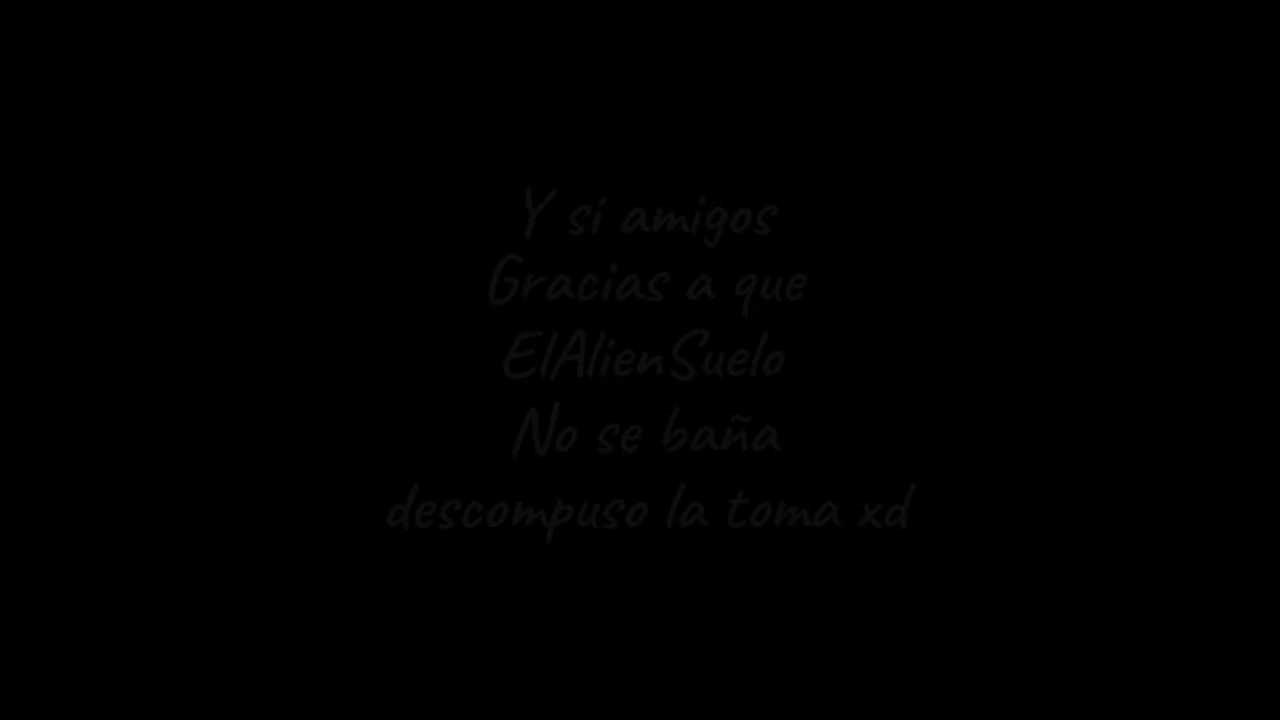 Y si amigos
Gracias a que
ElAlienSuelo
No se baña
descompuso la toma xd